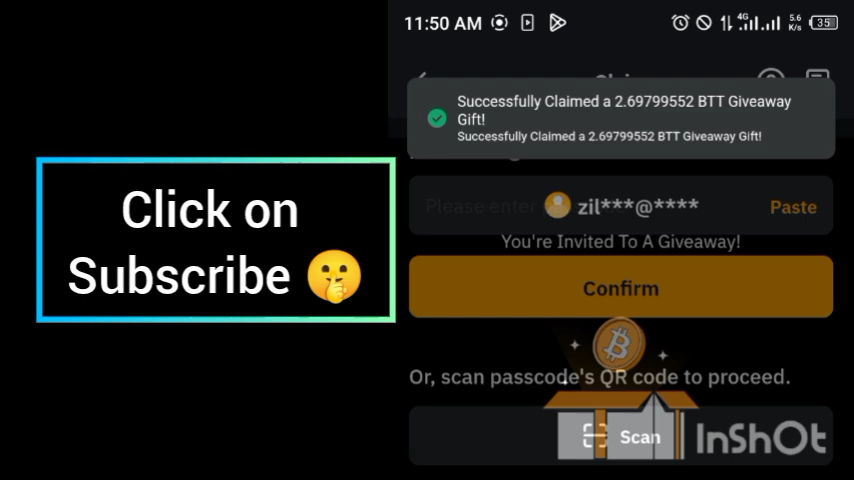 11:50 AM
4G
5.6
K/s
35
Successfully Claimed a 2.69799552 BTT Giveaway
Gift!
Successfully Claimed a 2.69799552 BTT Giveaway Gift!
Please enter
zil***@****
Paste
You're Invited To A Giveaway!
Confirm
Click on
Subscribe 🤫
Or, scan passcode's QR code to proceed.
Scan
InShOt